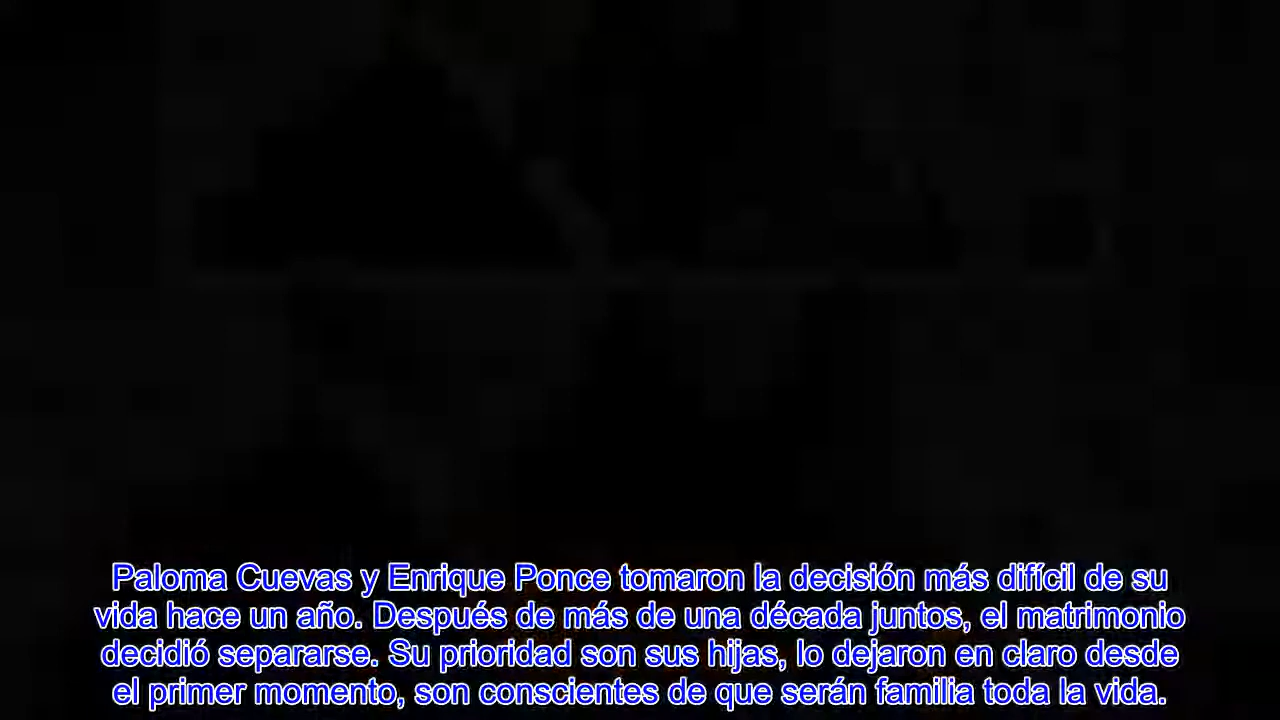 Paloma Cuevas y Enrique Ponce tomaron la decisión más difícil de su
vida hace un año. Después de más de una década juntos, el matrimonio
decidió separarse. Su prioridad son sus hijas, lo dejaron en claro desde
el primer momento, son conscientes de que serán familia toda la vida.